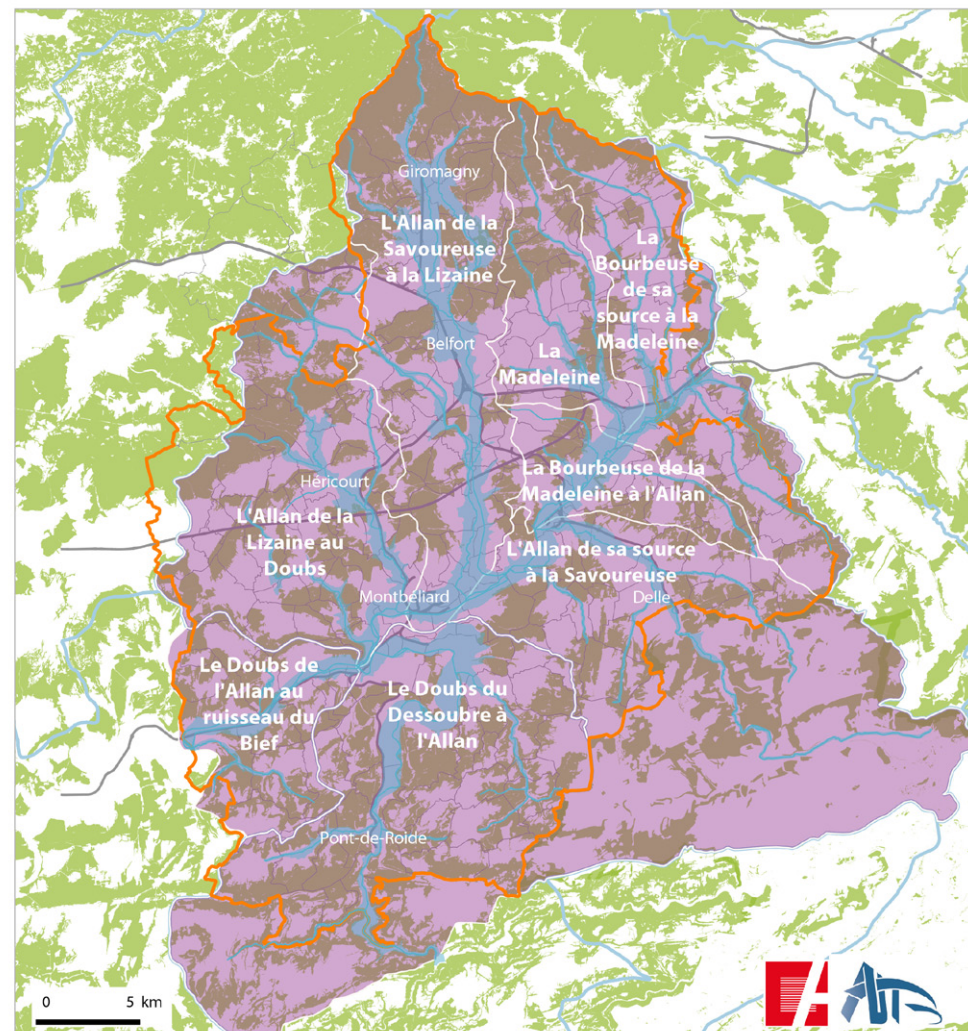 Giromagny
L'Allan de la
Savoureuse
à la Lizaine
La
Bourbeuse
de sa
source à la
Madeleine
Belfort
La
Madeleine
Héricourt
La Bourbeuse de la
Madeleine à l'Allan
L'Allan de la
Lizaine au
Doubs
L'Allan de sa source
à la Savoureuse
Montbéliard
Delle
Le Doubs de
l'Allan au
ruisseau du
Bief
Le Doubs du
Dessoubre à
l'Allan
Pont-de-Roide
0 5 km